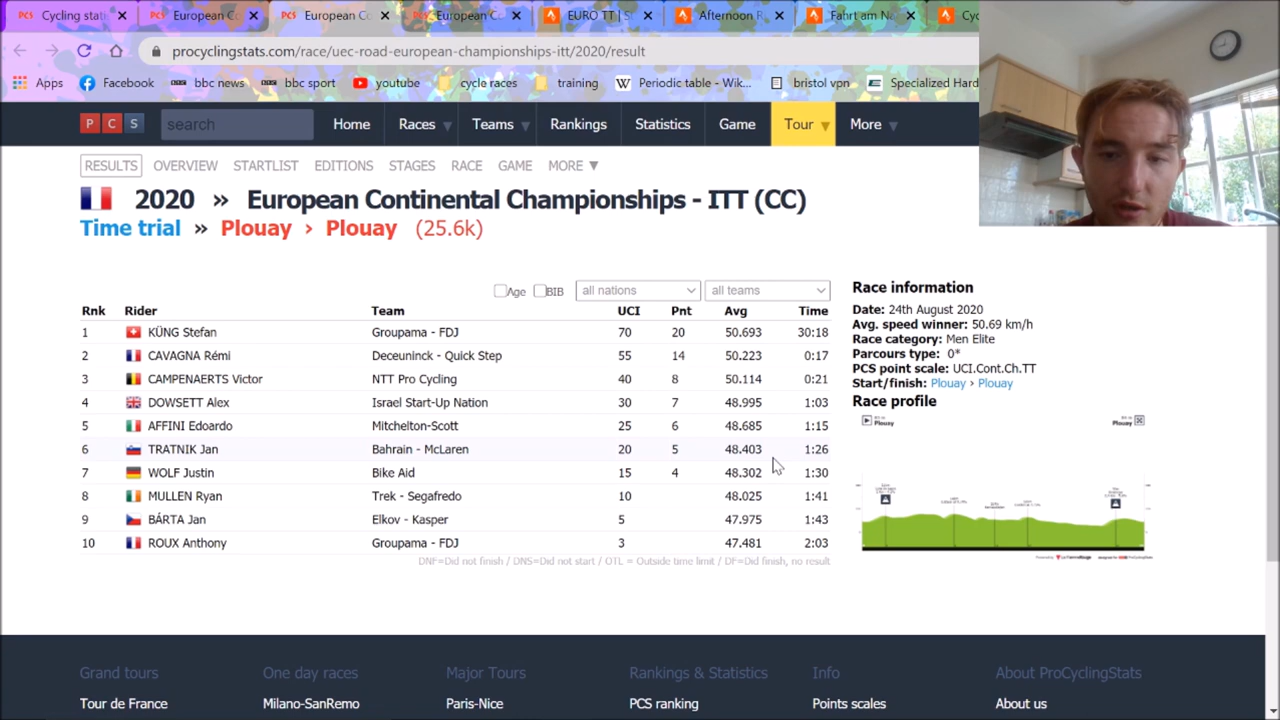 PCS Cycling stati
European Co
PCS European Cor
European Co
EURO TT | St
Afternoon R
Fahrt am Na
Cyc
procyclingstats.com/race/uec-road-european-championships-itt/2020/result
Apps Facebook BBC bbc news BBC bbc sport youtube cycle races training W Periodic table - Wik... bristol vpn Specialized Hard
P C S search Home Races Teams Rankings Statistics Game Tour More
RESULTS OVERVIEW STARTLIST EDITIONS STAGES RACE GAME MORE ▼
2020 » European Continental Championships - ITT (CC)
Time trial » Plouay › Plouay (25.6k)
Age BIB all nations all teams
Rnk Rider Team UCI Pnt Avg Time
1 KÜNG Stefan Groupama - FDJ 70 20 50.693 30:18
2 CAVAGNA Rémi Deceuninck - Quick Step 55 14 50.223 0:17
3 CAMPENAERTS Victor NTT Pro Cycling 40 8 50.114 0:21
4 DOWSETT Alex Israel Start-Up Nation 30 7 48.995 1:03
5 AFFINI Edoardo Mitchelton-Scott 25 6 48.685 1:15
6 TRATNIK Jan Bahrain - McLaren 20 5 48.403 1:26
7 WOLF Justin Bike Aid 15 4 48.302 1:30
8 MULLEN Ryan Trek - Segafredo 10 48.025 1:41
9 BÁRTA Jan Elkov - Kasper 5 47.975 1:43
10 ROUX Anthony Groupama - FDJ 3 47.481 2:03
DNF=Did not finish / DNS=Did not start / OTL = Outside time limit / DF=Did finish, no result
Race information
Date: 24th August 2020
Avg. speed winner: 50.69 km/h
Race category: Men Elite
Parcours type: 0*
PCS point scale: UCI.Cont.Ch.TT
Start/finish: Plouay › Plouay
Race profile
Plouay
Plouay
Grand tours One day races Major Tours Rankings & Statistics Info About ProCyclingStats
Tour de France Milano-SanRemo Paris-Nice PCS ranking Points scales About us